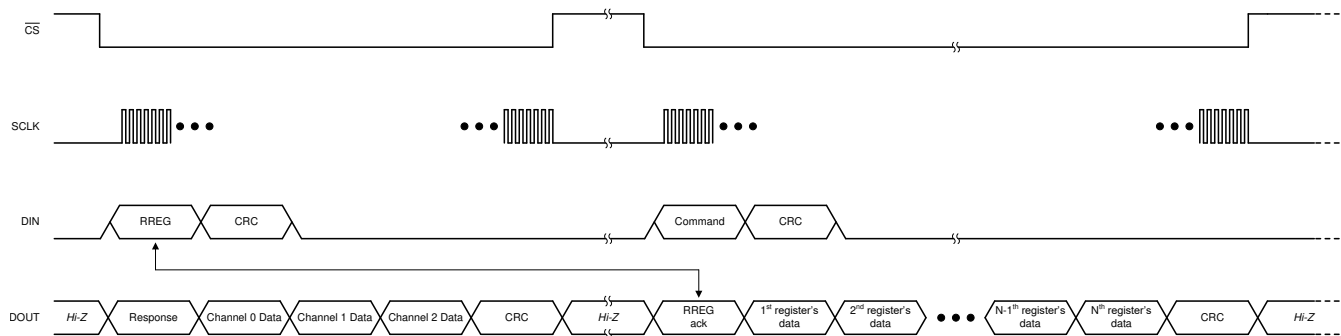 CS
SCLK
DIN
RREG
CRC
Command
CRC
DOUT
Hi-Z
Response
Channel 0 Data
Channel 1 Data
Channel 2 Data
CRC
Hi-Z
RREG
ack
1st register's
data
2nd register's
data
N-1th register's
data
Nth register's
data
CRC
Hi-Z